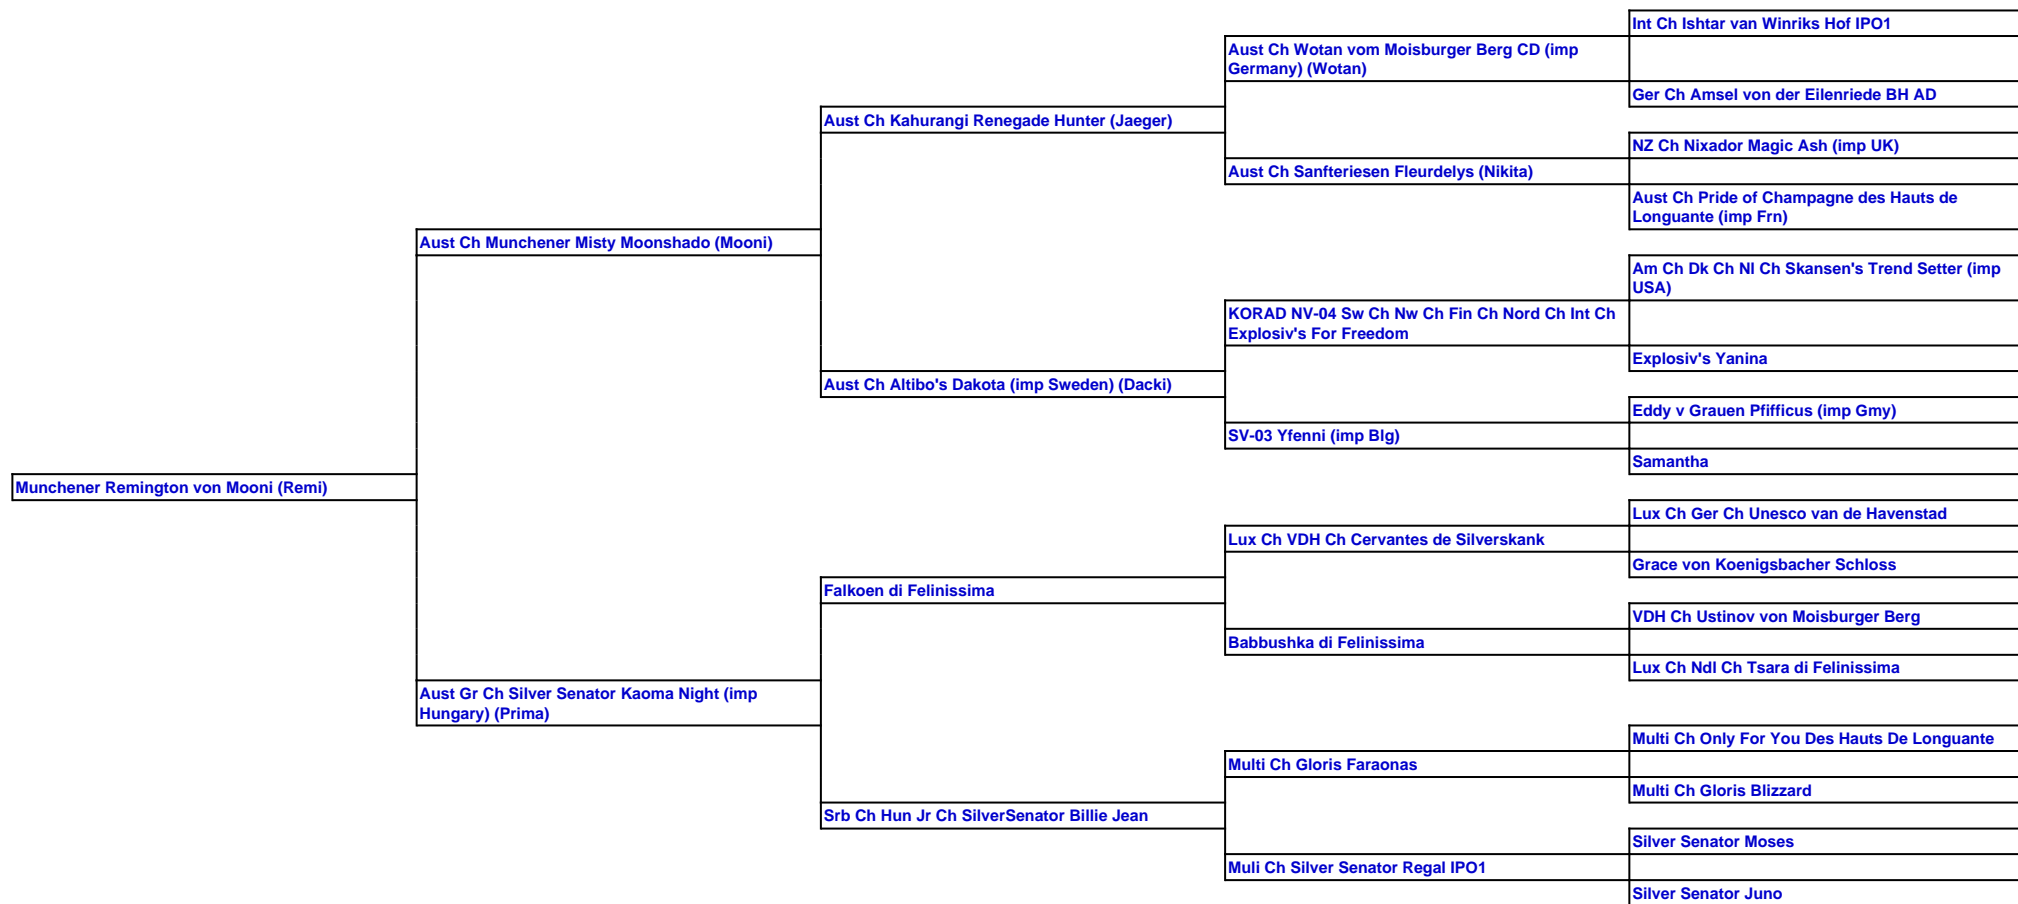 Int Ch Ishtar van Winriks Hof IPO1
Aust Ch Wotan vom Moisburger Berg CD (imp
Germany) (Wotan)
Ger Ch Amsel von der Eilenriede BH AD
Aust Ch Kahurangi Renegade Hunter (Jaeger)
NZ Ch Nixador Magic Ash (imp UK)
Aust Ch Sanfteriesen Fleurdelys (Nikita)
Aust Ch Pride of Champagne des Hauts de
Longuante (imp Frn)
Aust Ch Munchener Misty Moonshado (Mooni)
Am Ch Dk Ch Nl Ch Skansen's Trend Setter (imp
USA)
KORAD NV-04 Sw Ch Nw Ch Fin Ch Nord Ch Int Ch
Explosiv's For Freedom
Explosiv's Yanina
Aust Ch Altibo's Dakota (imp Sweden) (Dacki)
Eddy v Grauen Pfifficus (imp Gmy)
SV-03 Yfenni (imp Blg)
Samantha
Munchener Remington von Mooni (Remi)
Lux Ch Ger Ch Unesco van de Havenstad
Lux Ch VDH Ch Cervantes de Silverskank
Grace von Koenigsbacher Schloss
Falkoen di Felinissima
VDH Ch Ustinov von Moisburger Berg
Babbushka di Felinissima
Lux Ch Ndl Ch Tsara di Felinissima
Aust Gr Ch Silver Senator Kaoma Night (imp
Hungary) (Prima)
Multi Ch Only For You Des Hauts De Longuante
Multi Ch Gloris Faraonas
Multi Ch Gloris Blizzard
Srb Ch Hun Jr Ch SilverSenator Billie Jean
Silver Senator Moses
Muli Ch Silver Senator Regal IPO1
Silver Senator Juno